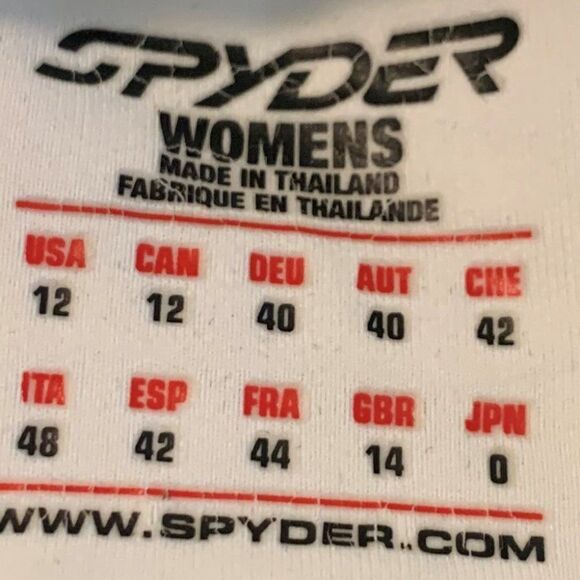 SPYDER
WOMENS
MADE IN THAILAND
FABRIQUE EN THAILANDE
USA CAN DEU AUT CHE
12 12 40 40 42
ITA ESP FRA GBR JPN
48 42 44 14 0
WWW.SPYDER.COM